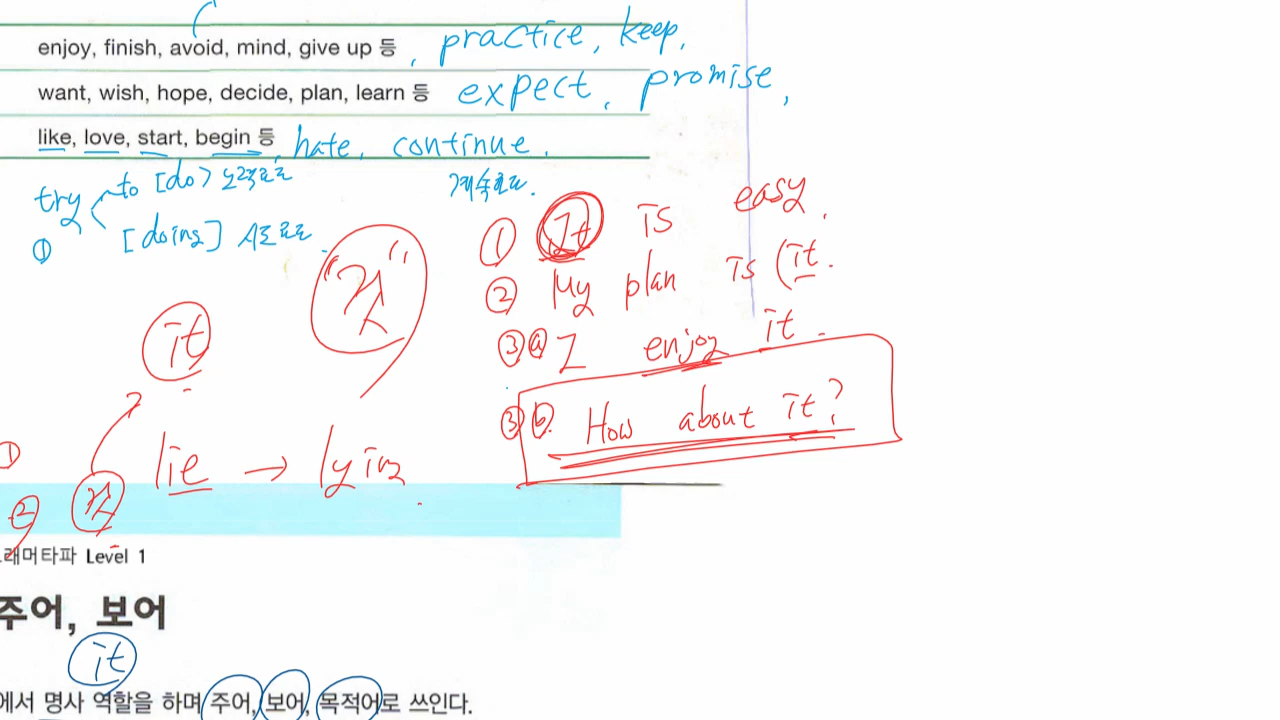 enjoy, finish, avoid, mind, give up 등, practice, keep,
want, wish, hope, decide, plan, learn 등 expect, promise,
like, love, start, begin 등, hate, continue.
try to [do> 노력하다
계속하다.
① [doing] 시도하다.
"것"
① It is easy.
② My plan is (it.
③ⓐ I enjoy it.
③ⓑ. How about it?
it
lie → lying.
①
② 것
래머타파 Level 1
주어, 보어
it
에서 명사 역할을 하며 주어, 보어, 목적어로 쓰인다.